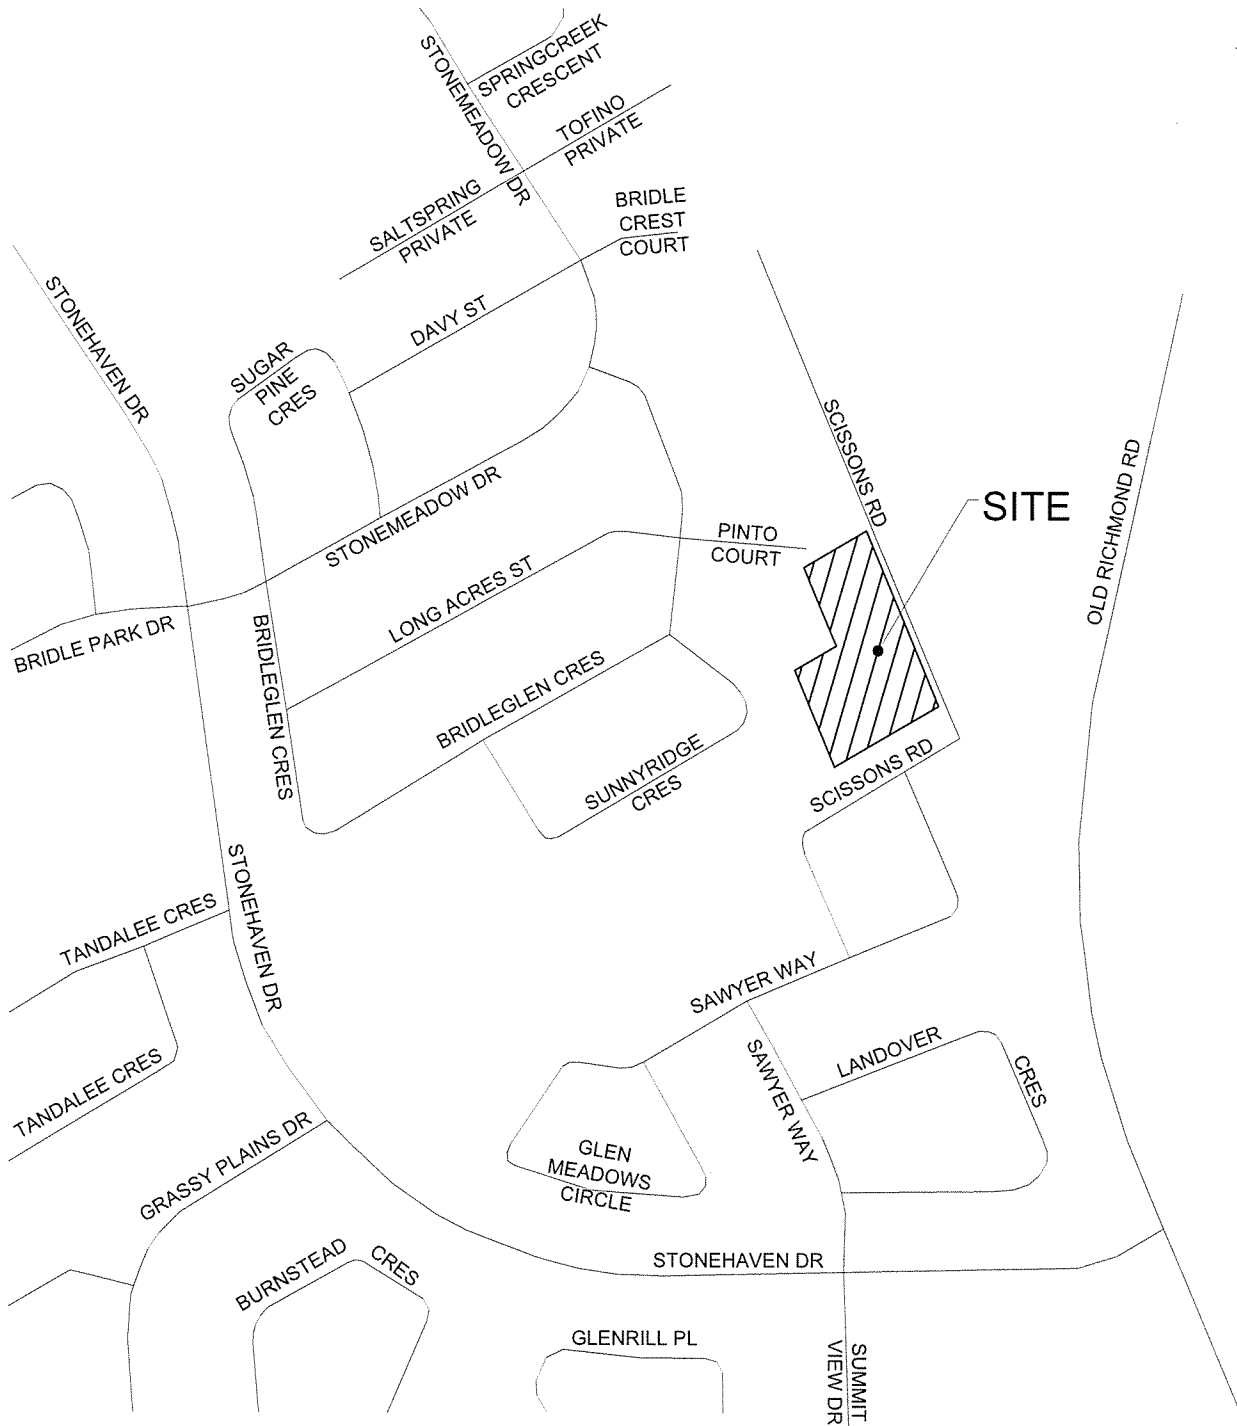 SPRINGCREEK
CRESCENT
STONEMEADOW DR
TOFINO
PRIVATE
SALTSPRING
PRIVATE
BRIDLE
CREST
COURT
STONEHAVEN DR
DAVY ST
SUGAR
PINE
CRES
SCISSONS RD
OLD RICHMOND RD
STONEMEADOW DR
SITE
PINTO
COURT
LONG ACRES ST
BRIDLE PARK DR
BRIDLEGLEN CRES
BRIDLEGLEN CRES
SUNNYRIDGE
CRES
SCISSONS RD
STONEHAVEN DR
TANDALEE CRES
SAWYER WAY
TANDALEE CRES
SAWYER WAY
LANDOVER
CRES
GRASSY PLAINS DR
GLEN
MEADOWS
CIRCLE
BURNSTEAD
CRES
STONEHAVEN DR
GLENRILL PL
SUMMIT
VIEW DR